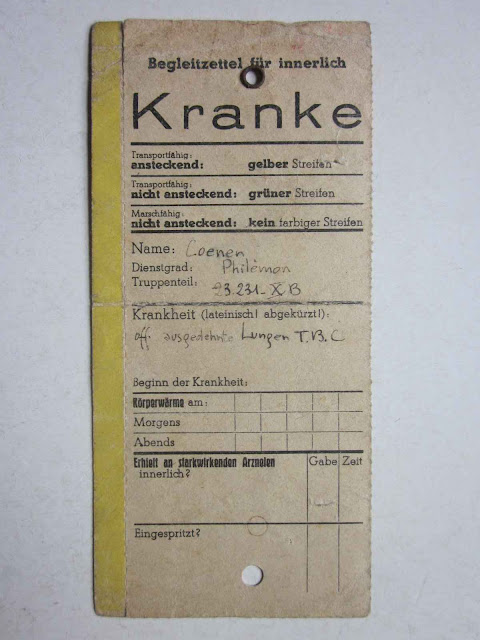 Begleitzettel für innerlich
Kranke
Transportfähig:
ansteckend: gelber Streifen
Transportfähig:
nicht ansteckend: grüner Streifen
Marschfähig:
nicht ansteckend: kein farbiger Streifen
Name: Coenen
Dienstgrad: Philémon
Truppenteil: 23.231 - X B
Krankheit (lateinisch! abgekürzt!):
off. ausgedehnte Lungen T.B.C
Beginn der Krankheit:
Körperwärme am:
Morgens
Abends
Erhielt an starkwirkenden Arzneien Gabe Zeit
innerlich?
Eingespritzt?